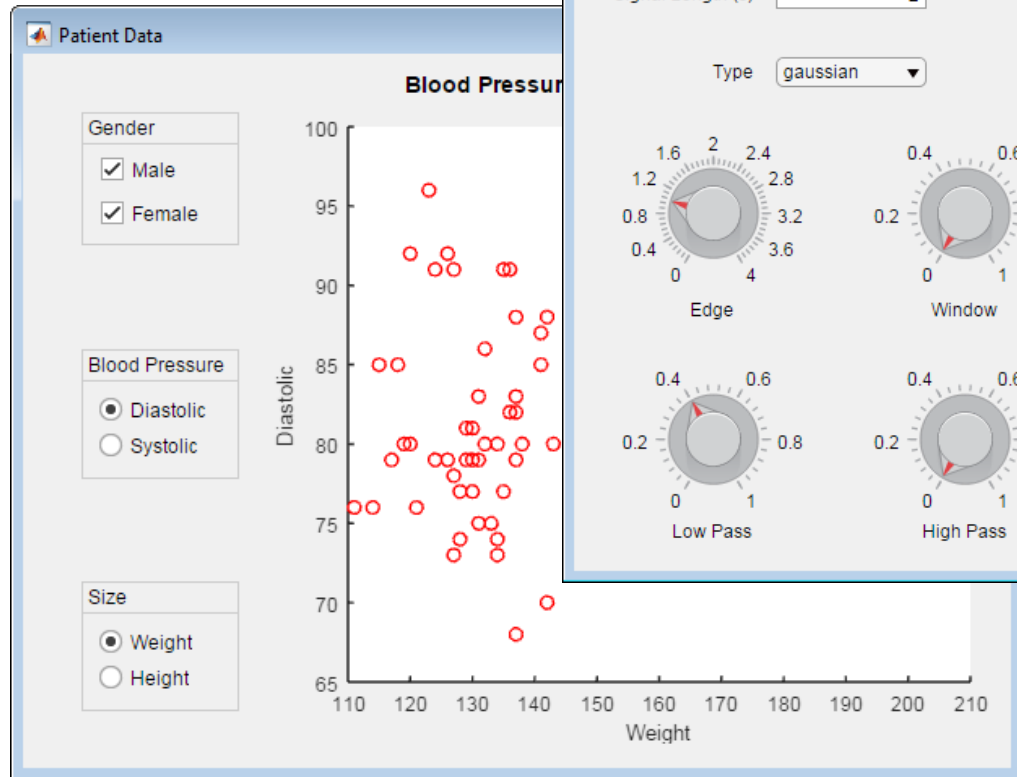 Patient Data
Blood Pressur
Gender
Male
Female
Blood Pressure
Diastolic
Systolic
Size
Weight
Height
Diastolic
100
95
90
85
80
75
70
65
110 120 130 140 150 160 170 180 190 200 210
Weight
Type gaussian
0 0.4 0.8 1.2 1.6 2 2.4 2.8 3.2 3.6 4
Edge
0 0.2 0.4 0.6 1
Window
0 0.2 0.4 0.6 0.8 1
Low Pass
0 0.2 0.4 0.6 1
High Pass